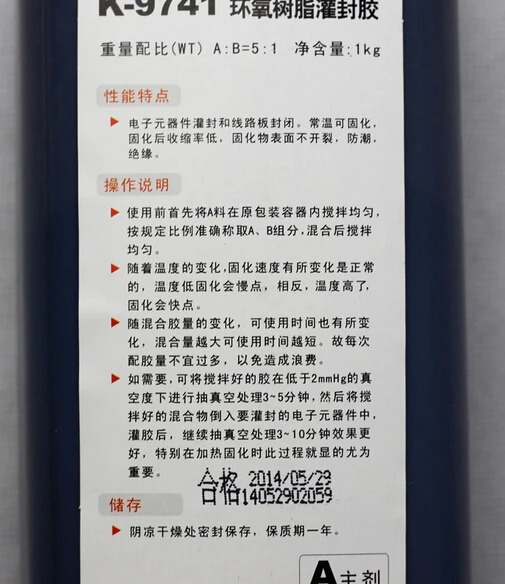 K-9741 环氧树脂灌封胶
重量配比(WT) A:B=5:1 净含量:1kg
性能特点
▶ 电子元器件灌封和线路板封闭。常温可固化,
固化后收缩率低,固化物表面不开裂,防潮,
绝缘。
操作说明
▶ 使用前首先将A料在原包装容器内搅拌均匀,
按规定比例准确称取A、B组分,混合后搅拌
均匀。
▶ 随着温度的变化,固化速度有所变化是正常
的,温度低固化会慢点,相反,温度高了,
固化会快点。
▶ 随混合胶量的变化,可使用时间也有所变
化,混合量越大可使用时间越短。故每次
配胶量不宜过多,以免造成浪费。
▶ 如需要,可将搅拌好的胶在低于2mmHg的真
空度下进行抽真空处理3~5分钟,然后将搅
拌好的混合物倒入要灌封的电子元器件中,
灌胶后,继续抽真空处理3~10分钟效果更
好,特别在加热固化时此过程就显的尤为
重要。
合格 2014/05/29
合格14052902059
储存
▶ 阴凉干燥处密封保存,保质期一年。
A主剂